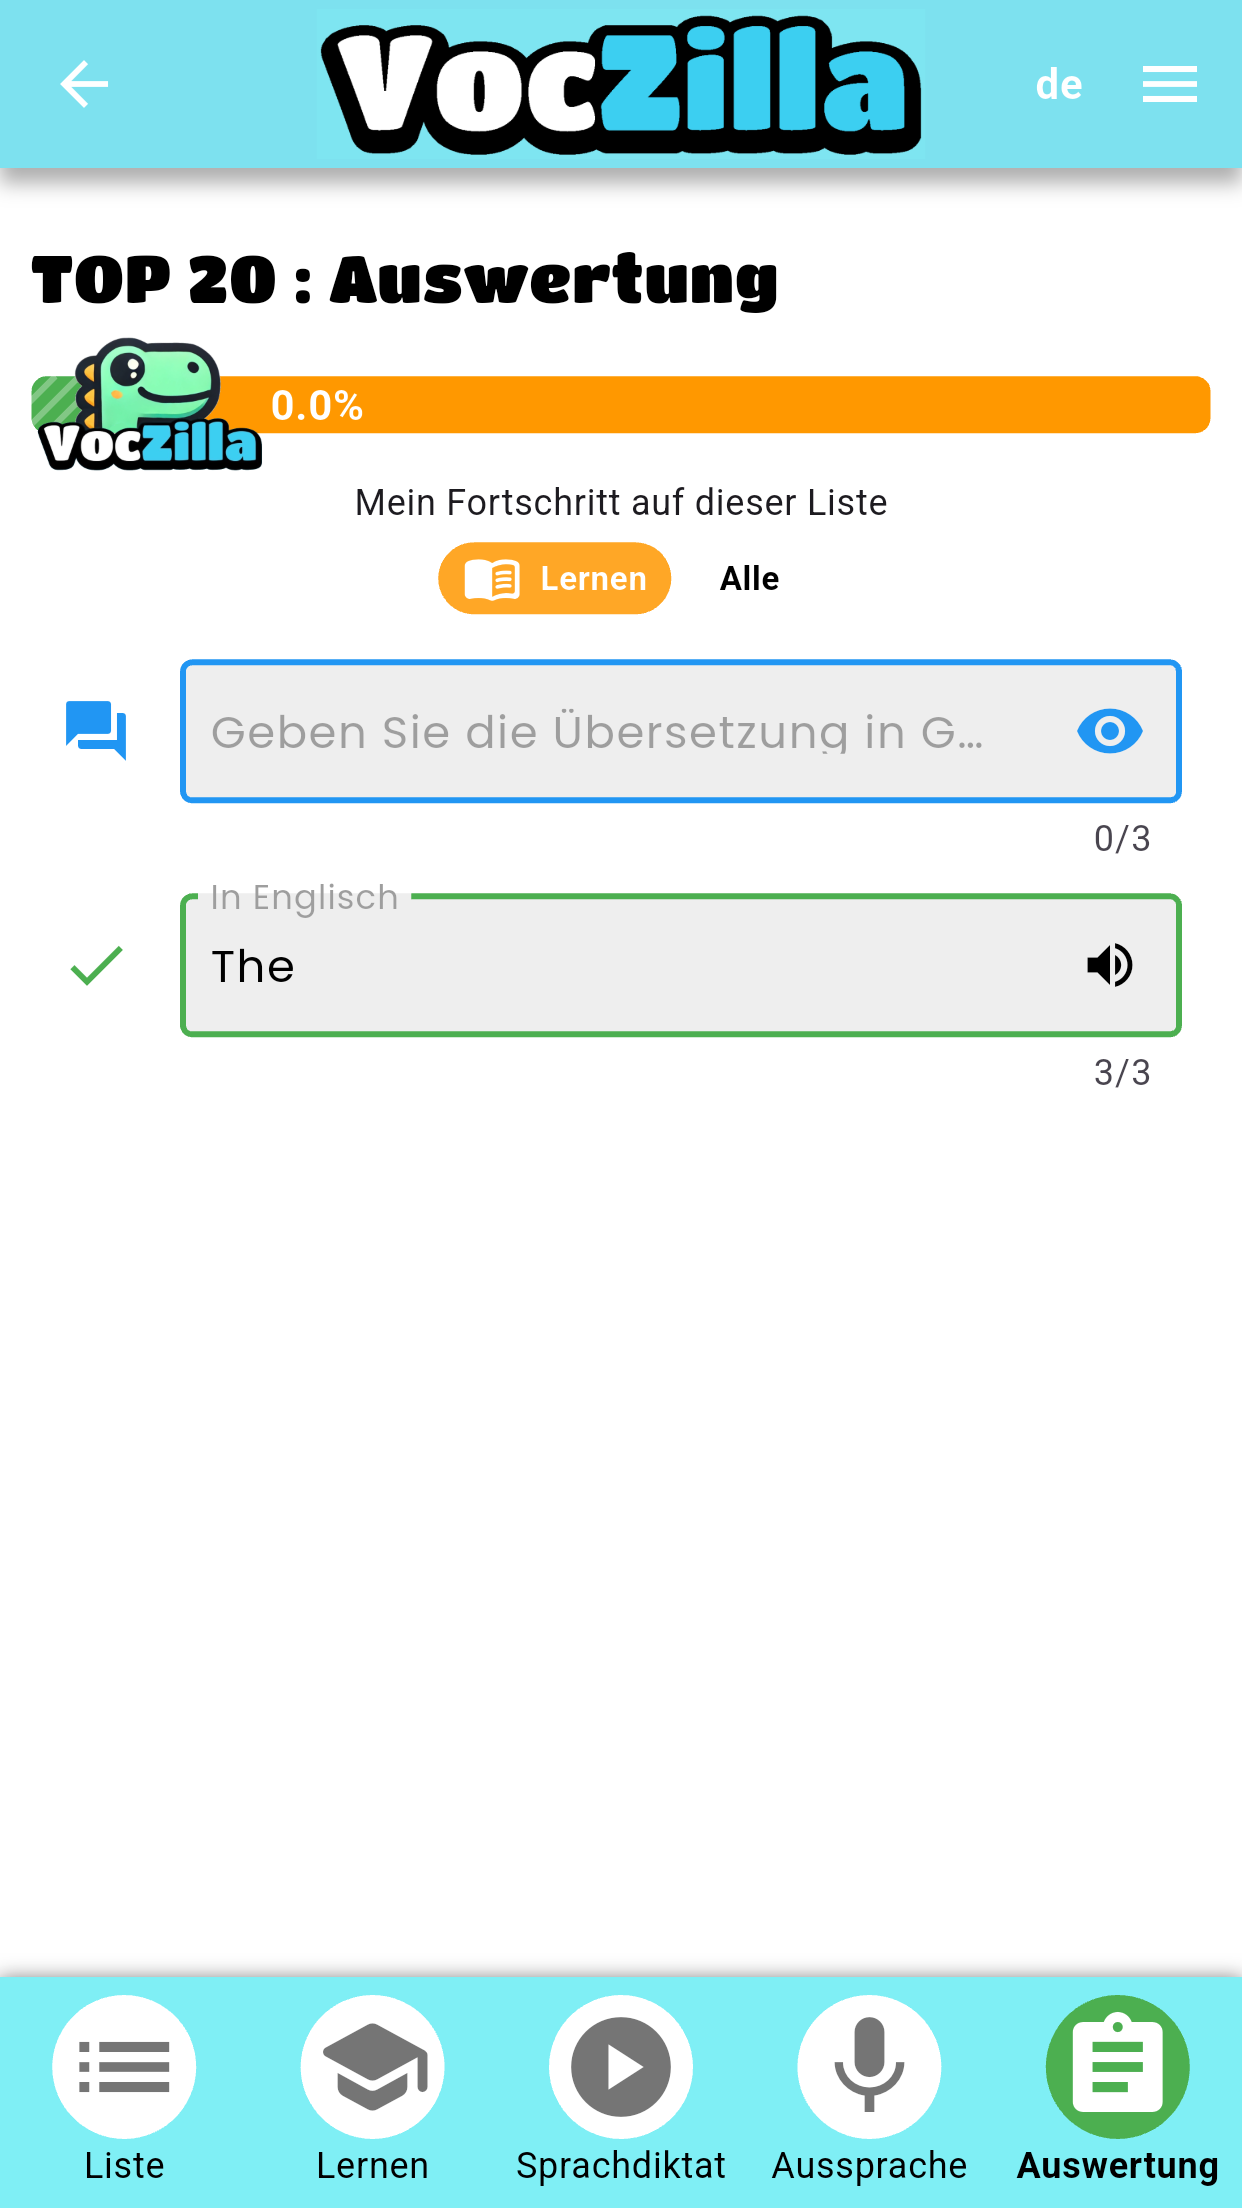 VocZilla
de
TOP 20 : Auswertung
0.0%
VocZilla
Mein Fortschritt auf dieser Liste
Lernen
Alle
Geben Sie die Übersetzung in G...
0/3
In Englisch
The
3/3
Liste
Lernen
Sprachdiktat
Aussprache
Auswertung